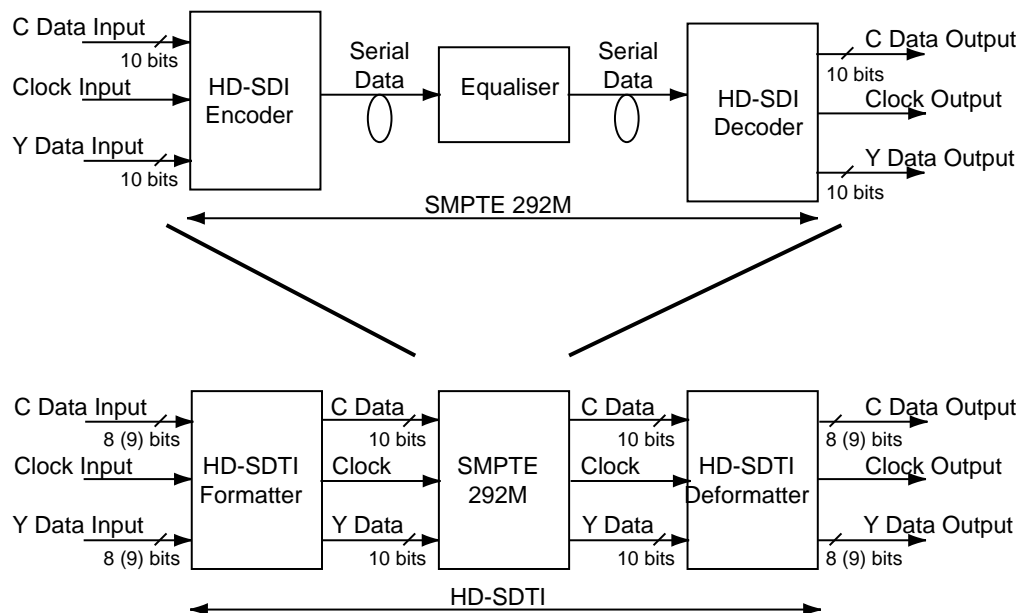 C Data Input
10 bits
Clock Input
Y Data Input
10 bits
HD-SDI
Encoder
Serial
Data
Equaliser
Serial
Data
HD-SDI
Decoder
C Data Output
10 bits
Clock Output
Y Data Output
10 bits
SMPTE 292M
C Data Input
8 (9) bits
Clock Input
Y Data Input
8 (9) bits
HD-SDTI
Formatter
C Data
10 bits
Clock
Y Data
10 bits
SMPTE
292M
C Data
10 bits
Clock
Y Data
10 bits
HD-SDTI
Deformatter
C Data Output
8 (9) bits
Clock Output
Y Data Output
8 (9) bits
HD-SDTI